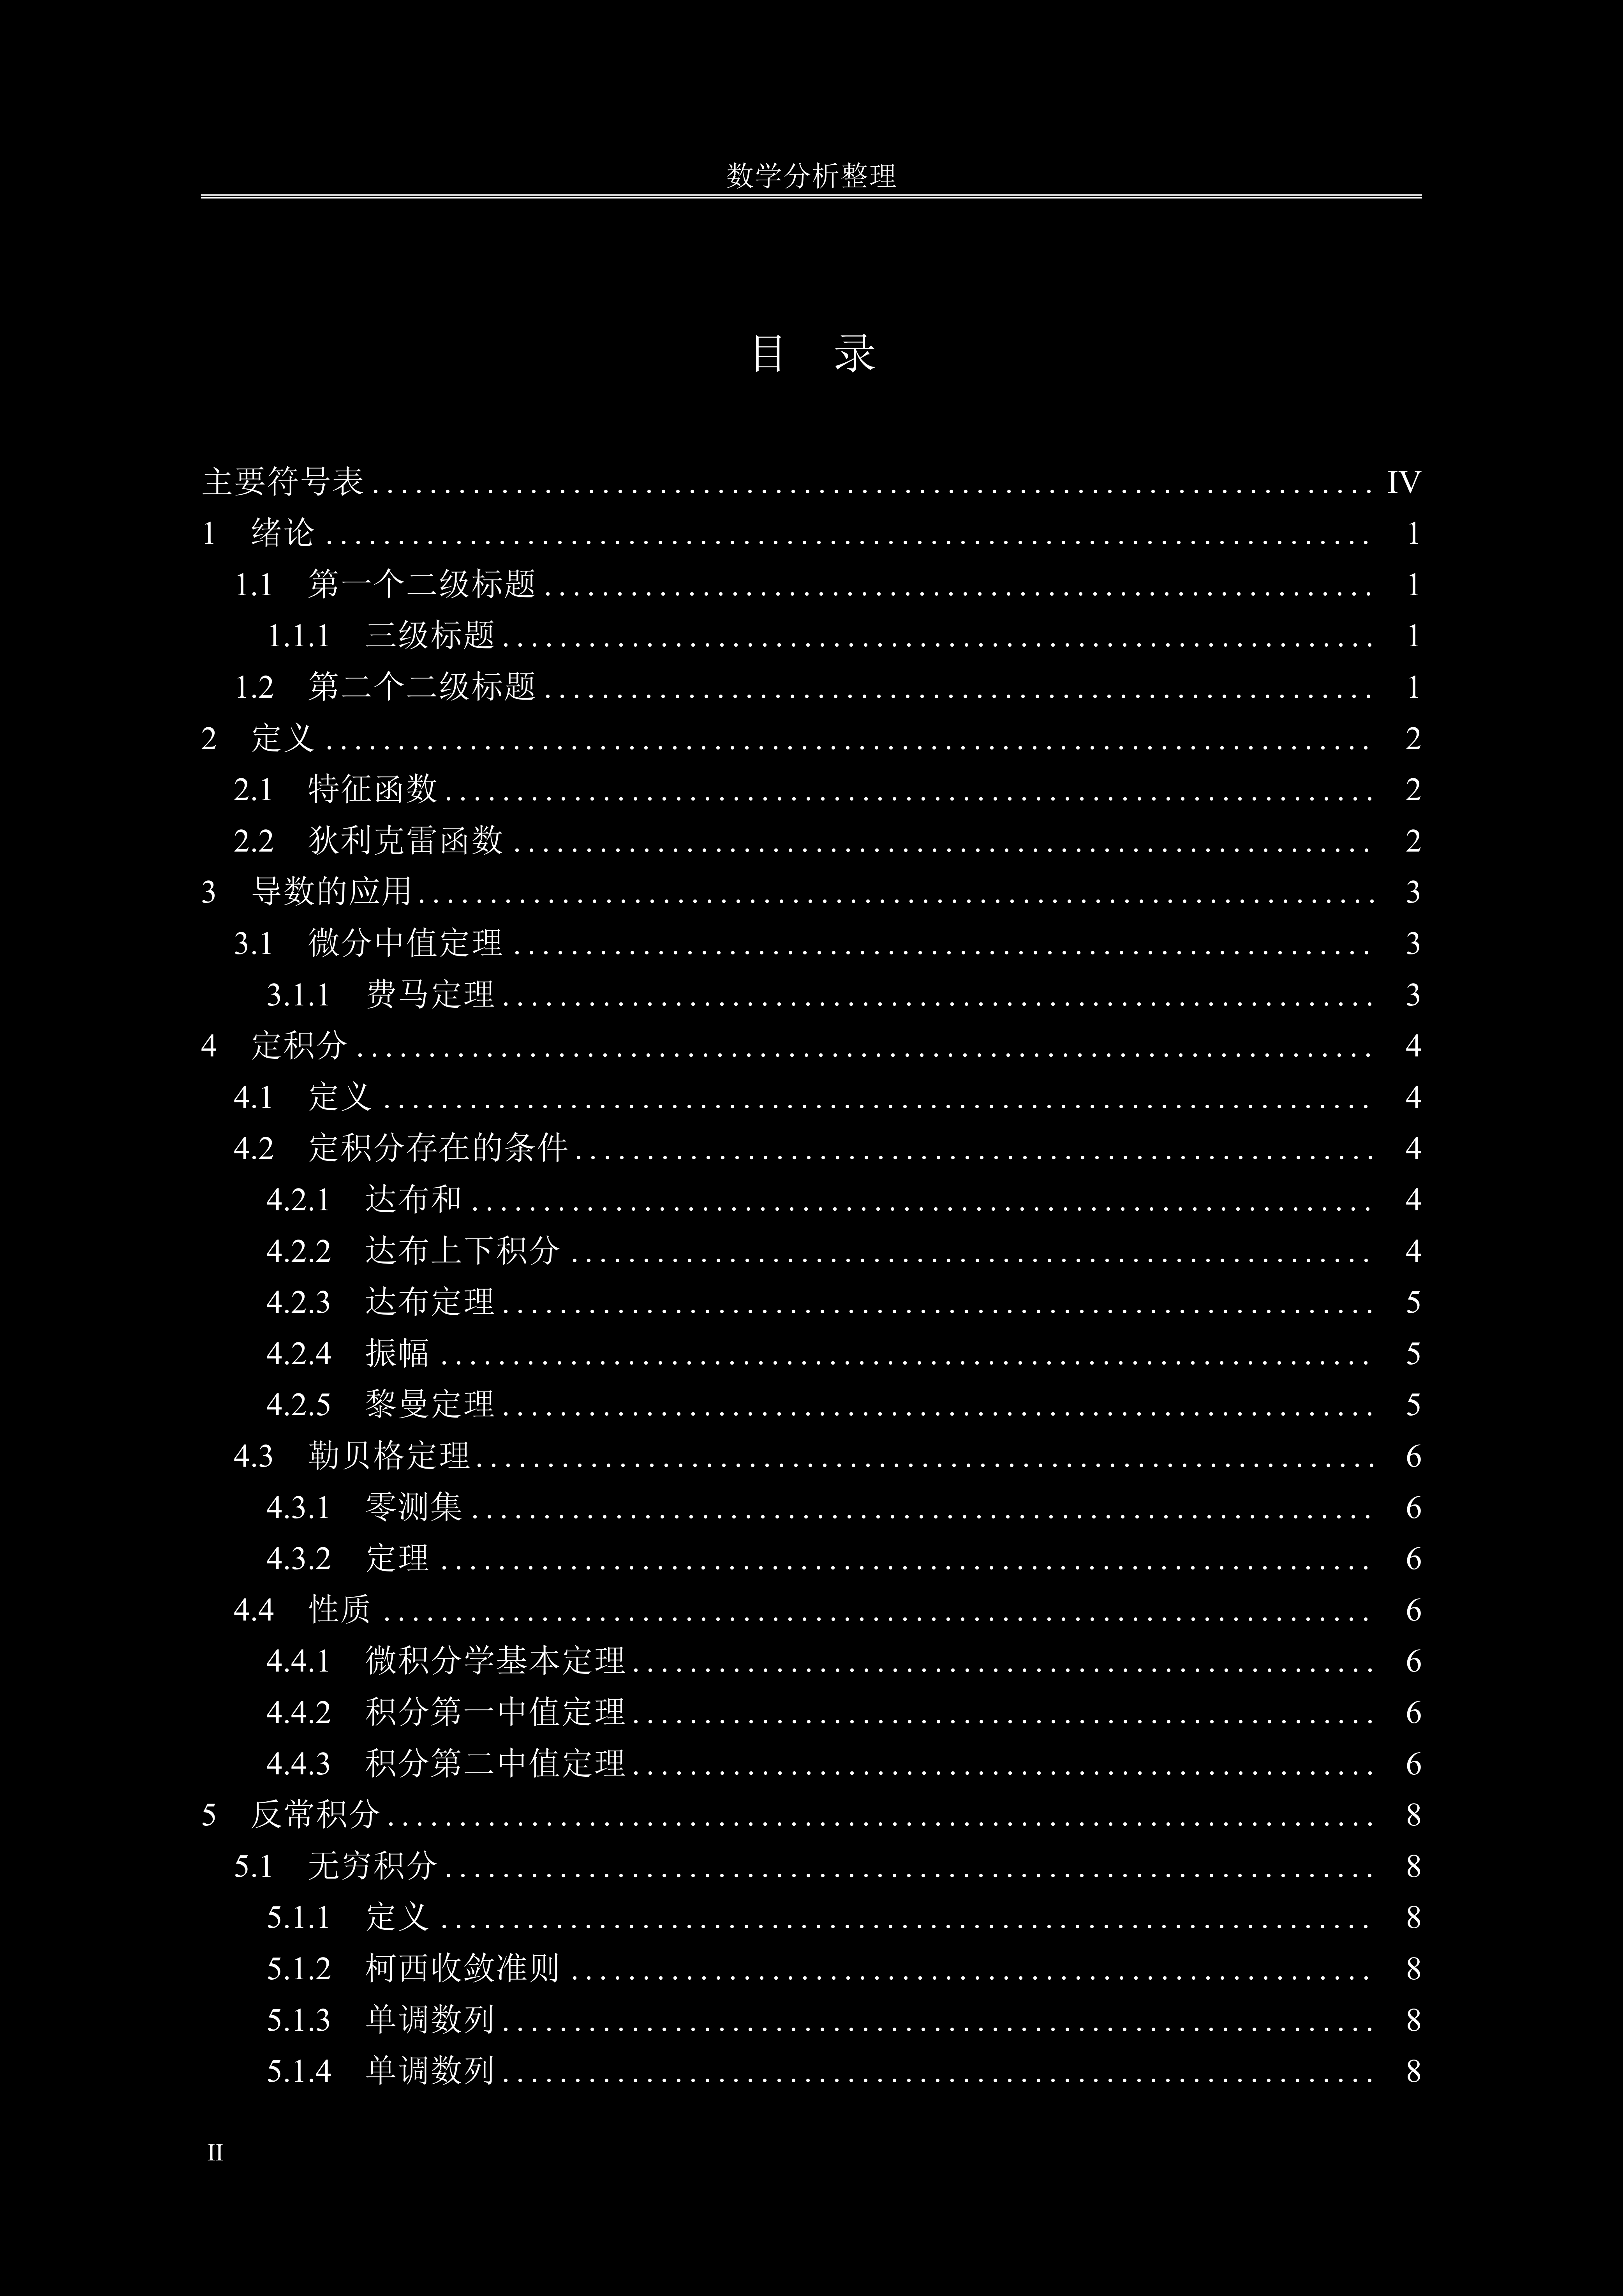 数学分析整理
目 录
主要符号表 IV
1 绪论 1
1.1 第一个二级标题 1
1.1.1 三级标题 1
1.2 第二个二级标题 1
2 定义 2
2.1 特征函数 2
2.2 狄利克雷函数 2
3 导数的应用 3
3.1 微分中值定理 3
3.1.1 费马定理 3
4 定积分 4
4.1 定义 4
4.2 定积分存在的条件 4
4.2.1 达布和 4
4.2.2 达布上下积分 4
4.2.3 达布定理 5
4.2.4 振幅 5
4.2.5 黎曼定理 5
4.3 勒贝格定理 6
4.3.1 零测集 6
4.3.2 定理 6
4.4 性质 6
4.4.1 微积分学基本定理 6
4.4.2 积分第一中值定理 6
4.4.3 积分第二中值定理 6
5 反常积分 8
5.1 无穷积分 8
5.1.1 定义 8
5.1.2 柯西收敛准则 8
5.1.3 单调数列 8
5.1.4 单调数列 8
II